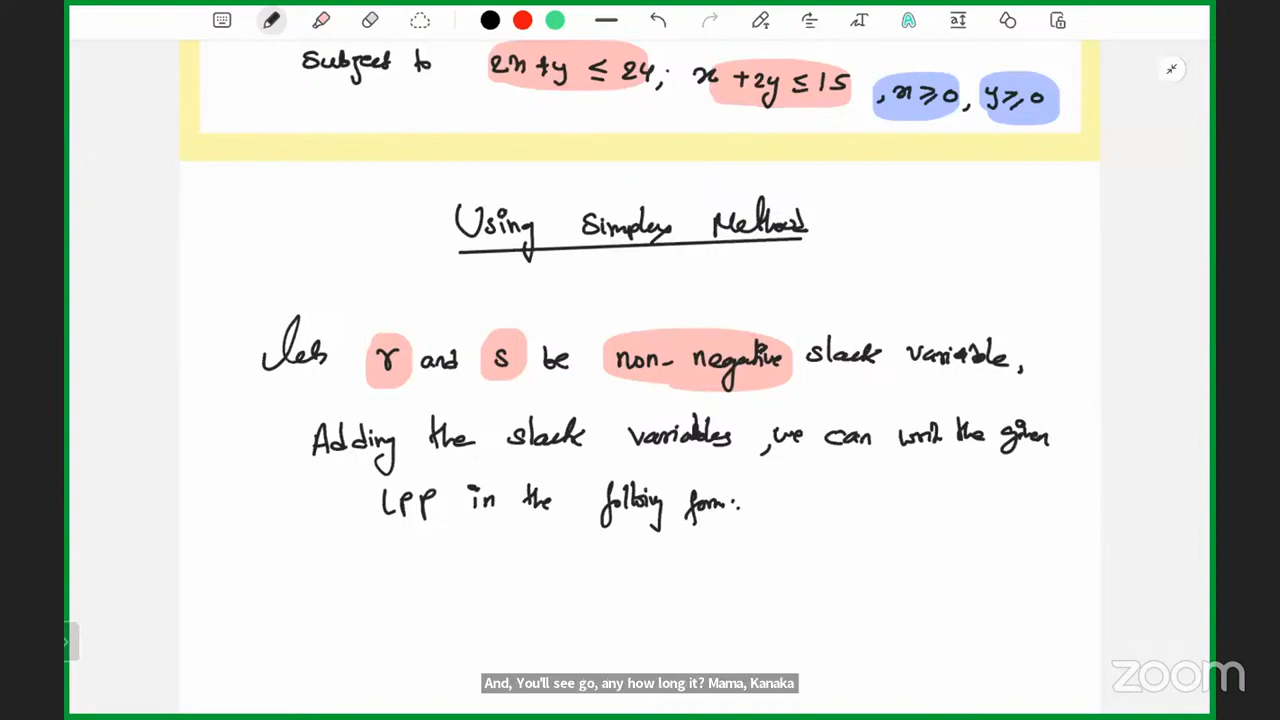 Subject to 2x + y ≤ 24; x + 2y ≤ 15, x ≥ 0, y ≥ 0
Using Simplex Method
Let r and s be non-negative slack variable,
Adding the slack variables, we can write the given
LPP in the following form:
And, You'll see go, any how long it? Mama, Kanaka
zoom